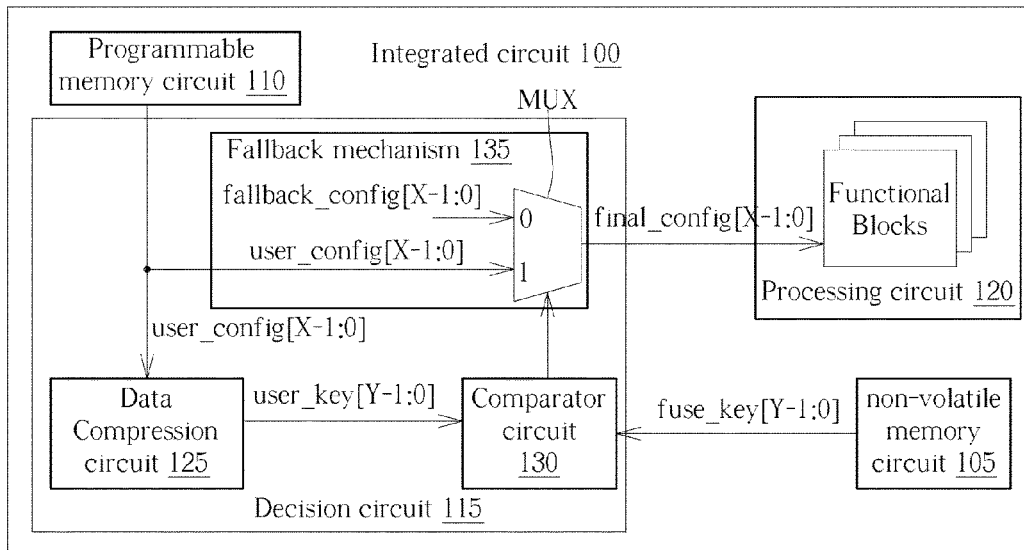 Programmable
memory circuit 110
Integrated circuit 100
MUX
Fallback mechanism 135
fallback_config[X-1:0]
0
user_config[X-1:0]
1
final_config[X-1:0]
Functional
Blocks
Processing circuit 120
user_config[X-1:0]
Data
Compression
circuit 125
user_key[Y-1:0]
Comparator
circuit
130
fuse_key[Y-1:0]
non-volatile
memory
circuit 105
Decision circuit 115